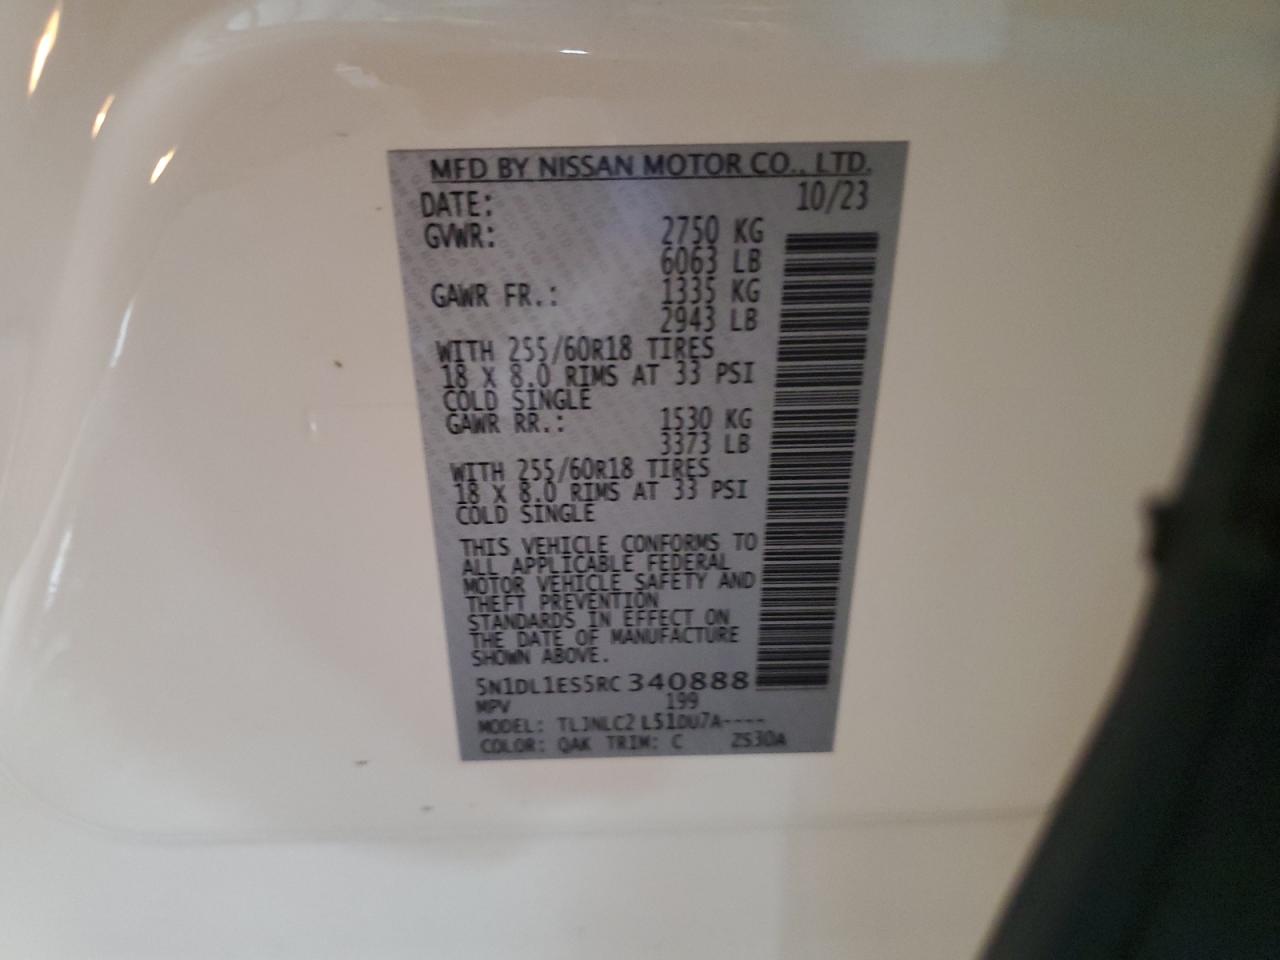 MFD BY NISSAN MOTOR CO., LTD.
DATE: 10/23
GVWR: 2750 KG
6063 LB
GAWR FR.: 1335 KG
2943 LB
WITH 255/60R18 TIRES
18 X 8.0 RIMS AT 33 PSI
COLD SINGLE
GAWR RR.: 1530 KG
3373 LB
WITH 255/60R18 TIRES
18 X 8.0 RIMS AT 33 PSI
COLD SINGLE
THIS VEHICLE CONFORMS TO
ALL APPLICABLE FEDERAL
MOTOR VEHICLE SAFETY AND
THEFT PREVENTION
STANDARDS IN EFFECT ON
THE DATE OF MANUFACTURE
SHOWN ABOVE.
5N1DL1ES5RC340888
MPV 199
MODEL: TLJNLC2 L51DU7A----
COLOR: QAK TRIM: C 2S30A